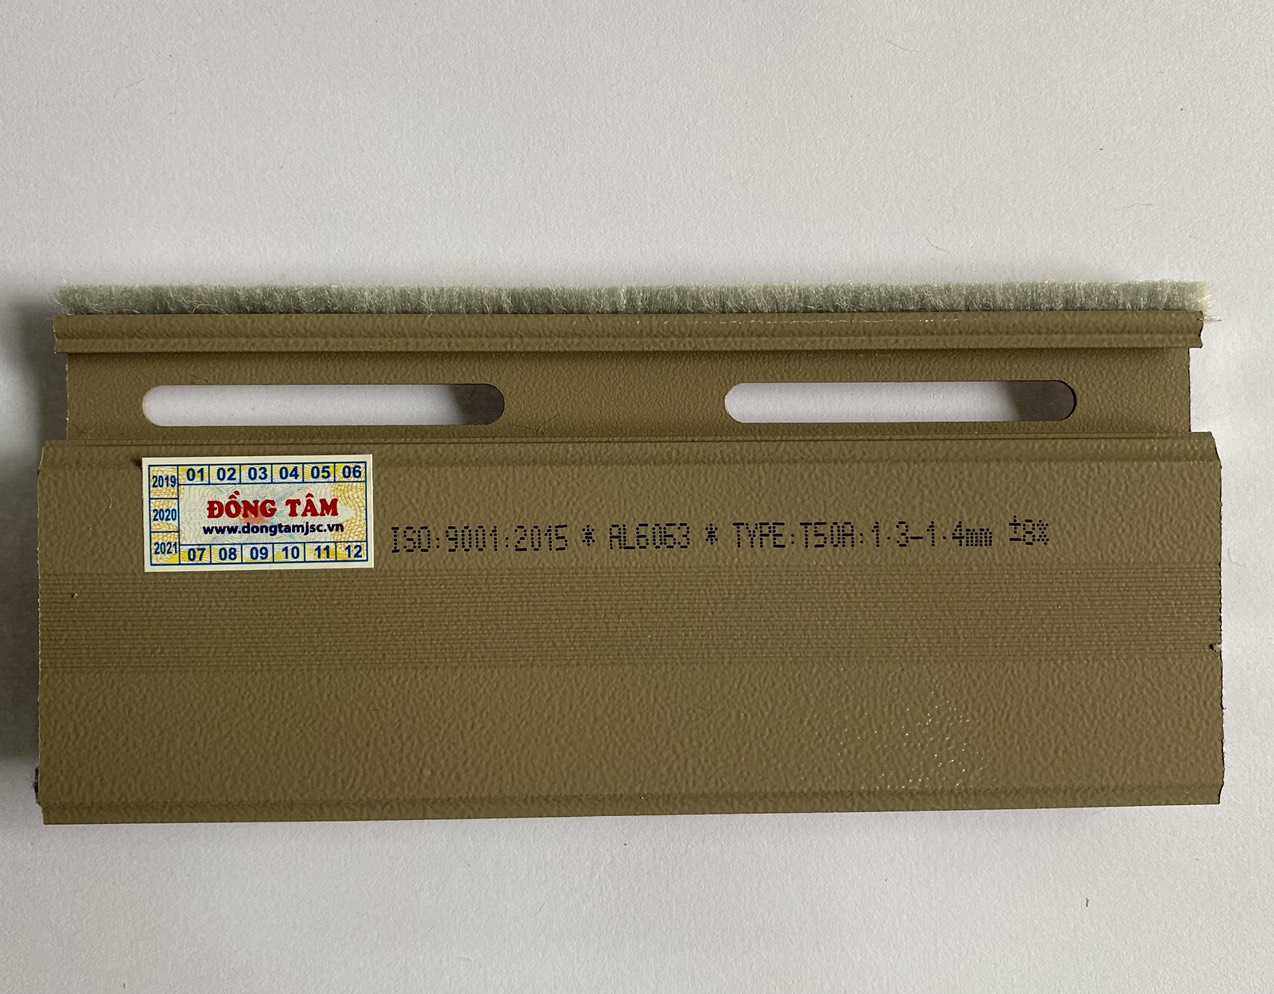 2019 01 02 03 04 05 06
2020 ĐỒNG TÂM
www.dongtamjsc.vn
2021 07 08 09 10 11 12
ISO:9001:2015 * AL6063 * TYPE:T50A:1.3-1.4mm ±8%